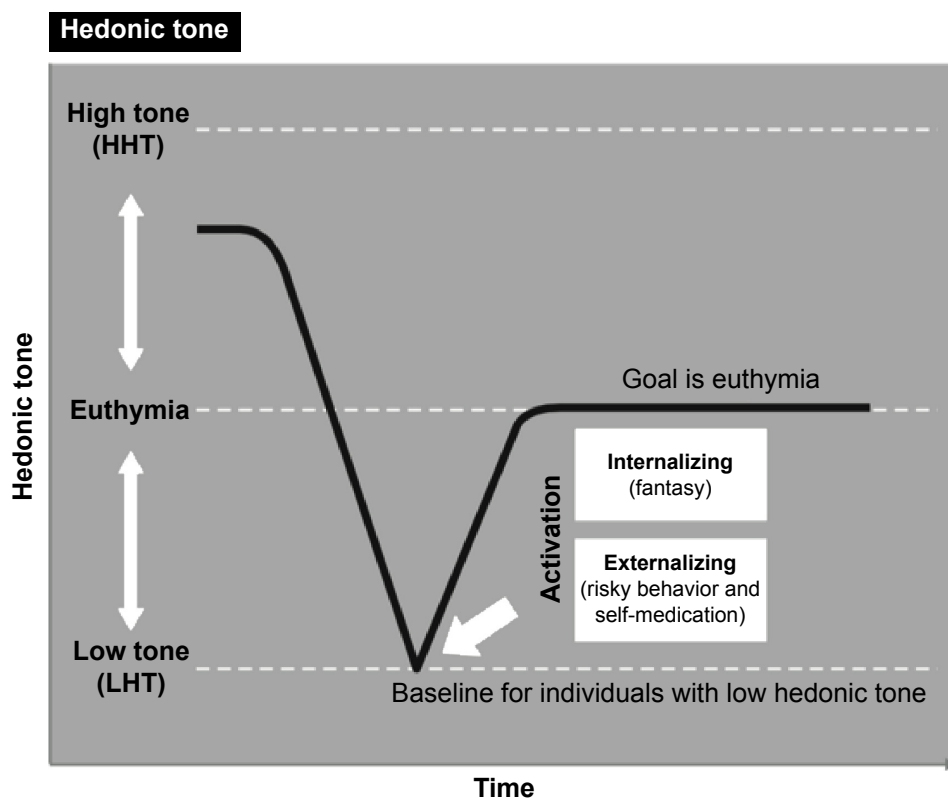 Hedonic tone
High tone
(HHT)
Hedonic tone
Goal is euthymia
Euthymia
Internalizing
(fantasy)
Activation
Externalizing
(risky behavior and
self-medication)
Low tone
(LHT)
Baseline for individuals with low hedonic tone
Time